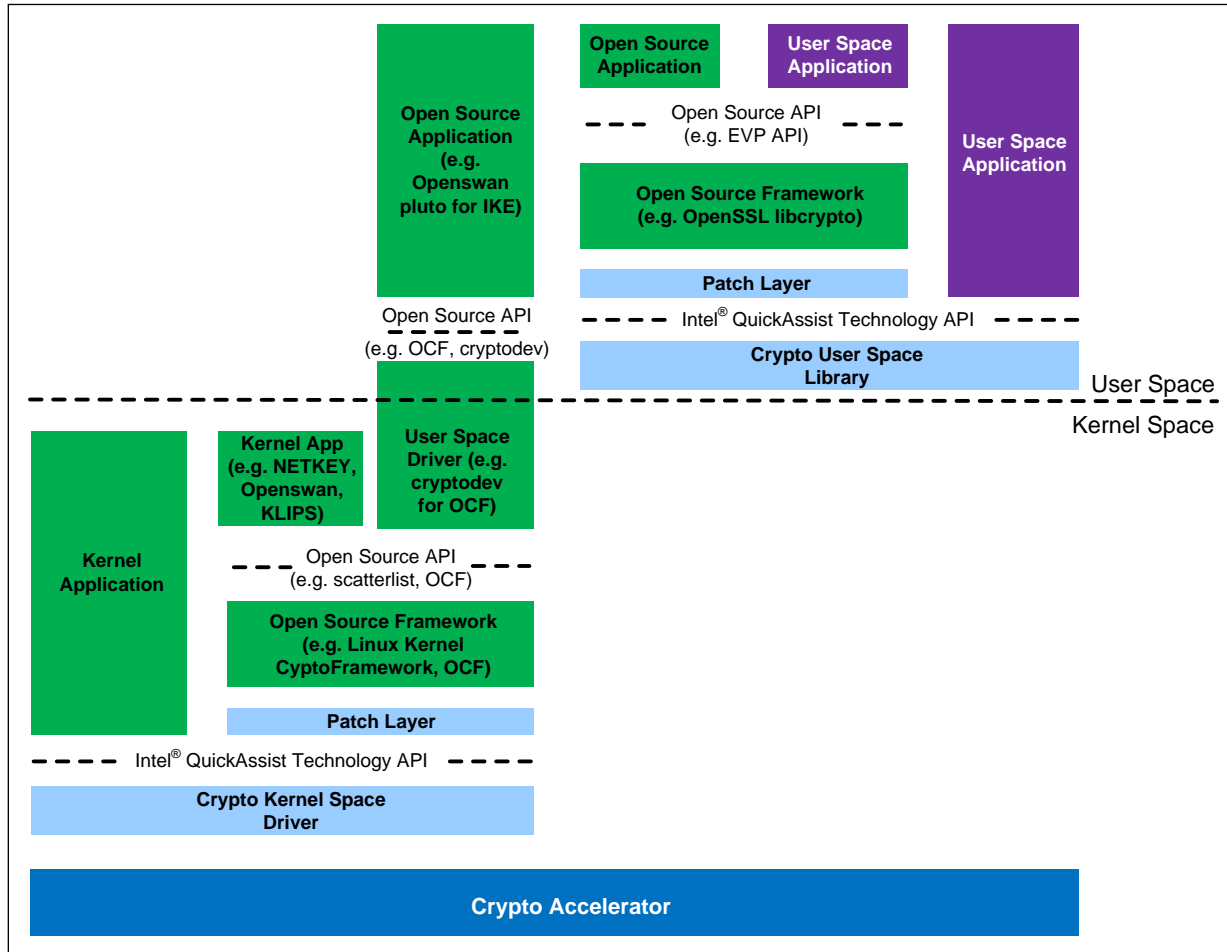 Open Source
Application
(e.g.
Openswan
pluto for IKE)
Open Source API
(e.g. OCF, cryptodev)
Open Source
Application
User Space
Application
Open Source API
(e.g. EVP API)
Open Source Framework
(e.g. OpenSSL libcrypto)
Patch Layer
User Space
Application
Intel® QuickAssist Technology API
Crypto User Space
Library
User Space
Kernel Space
Kernel
Application
Kernel App
(e.g. NETKEY,
Openswan,
KLIPS)
User Space
Driver (e.g.
cryptodev
for OCF)
Open Source API
(e.g. scatterlist, OCF)
Open Source Framework
(e.g. Linux Kernel
CyptoFramework, OCF)
Patch Layer
Intel® QuickAssist Technology API
Crypto Kernel Space
Driver
Crypto Accelerator